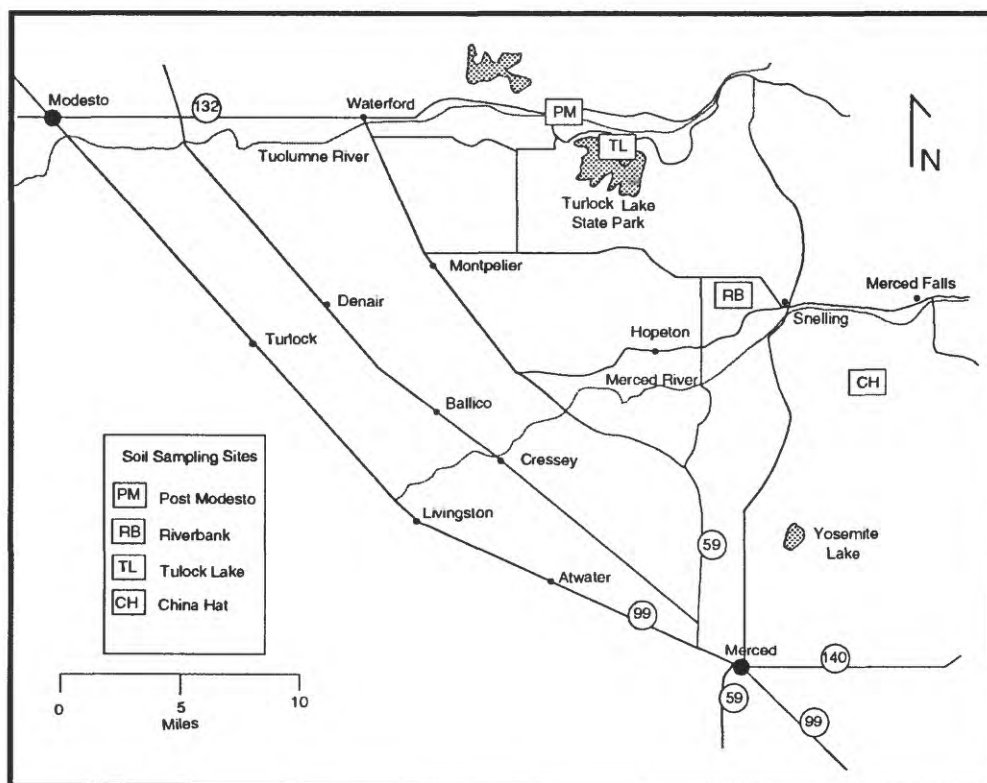 Modesto
132
Waterford
PM
N
Tuolumne River
TL
Turlock Lake
State Park
Montpelier
Merced Falls
RB
Snelling
Denair
Hopeton
Turlock
Merced River
CH
Ballico
Soil Sampling Sites
PM Post Modesto
RB Riverbank
TL Tulock Lake
CH China Hat
Cressey
Livingston
59
Yosemite
Lake
Atwater
99
Merced
140
59
99
0 5 10
Miles